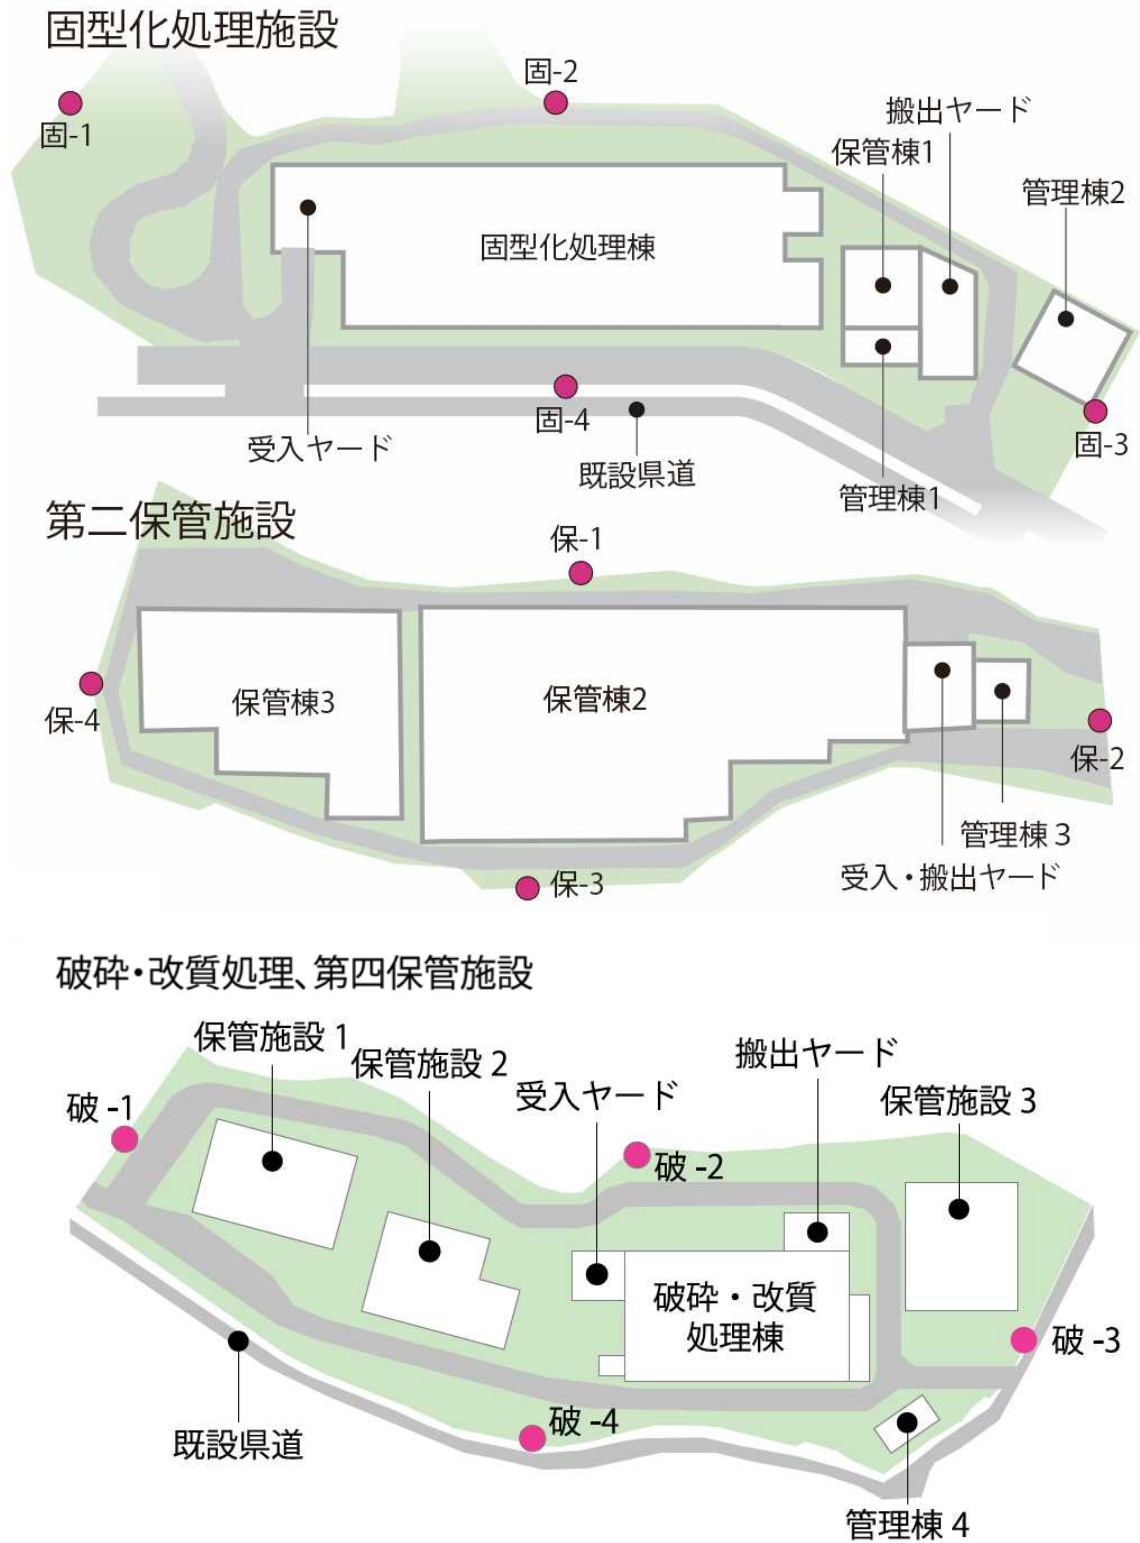 固型化処理施設
固-1
固-2
搬出ヤード
保管棟1
管理棟2
固型化処理棟
固-4
固-3
受入ヤード
既設県道
管理棟1
第二保管施設
保-1
保管棟3
保管棟2
保-4
保-2
管理棟 3
受入・搬出ヤード
保-3
破砕・改質処理、第四保管施設
保管施設 1
保管施設 2
搬出ヤード
受入ヤード
保管施設 3
破 -1
破 -2
破砕・改質
処理棟
破 -3
破 -4
既設県道
管理棟 4